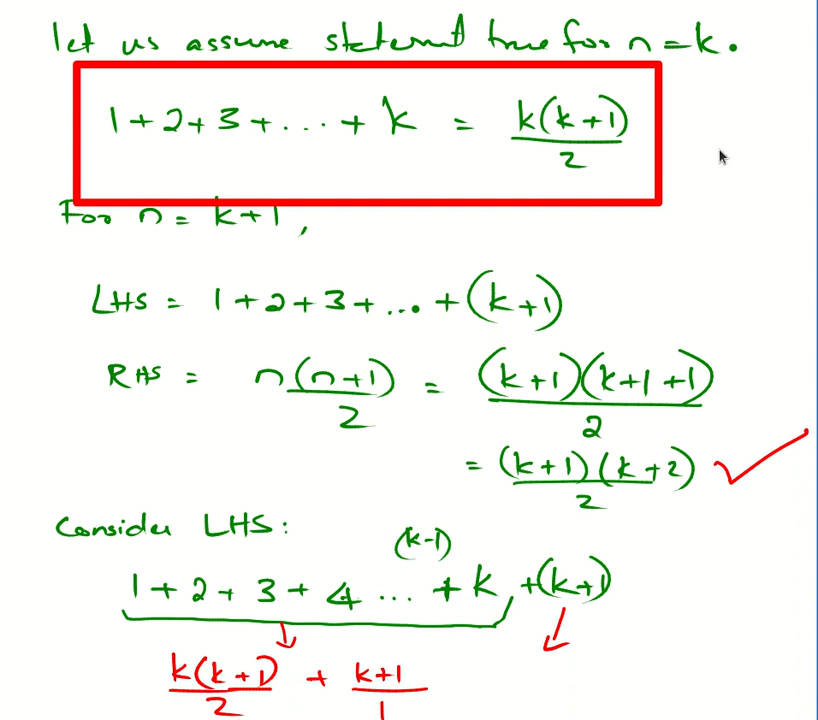 let us assume statement true for n = k.
1 + 2 + 3 + ... + k = k(k+1)/2
For n = k+1,
LHS = 1 + 2 + 3 + ... + (k+1)
RHS = n(n+1)/2 = (k+1)(k+1+1)/2
= (k+1)(k+2)/2
Consider LHS:
(k-1)
1 + 2 + 3 + 4 ... + k + (k+1)
k(k+1)/2 + k+1/1